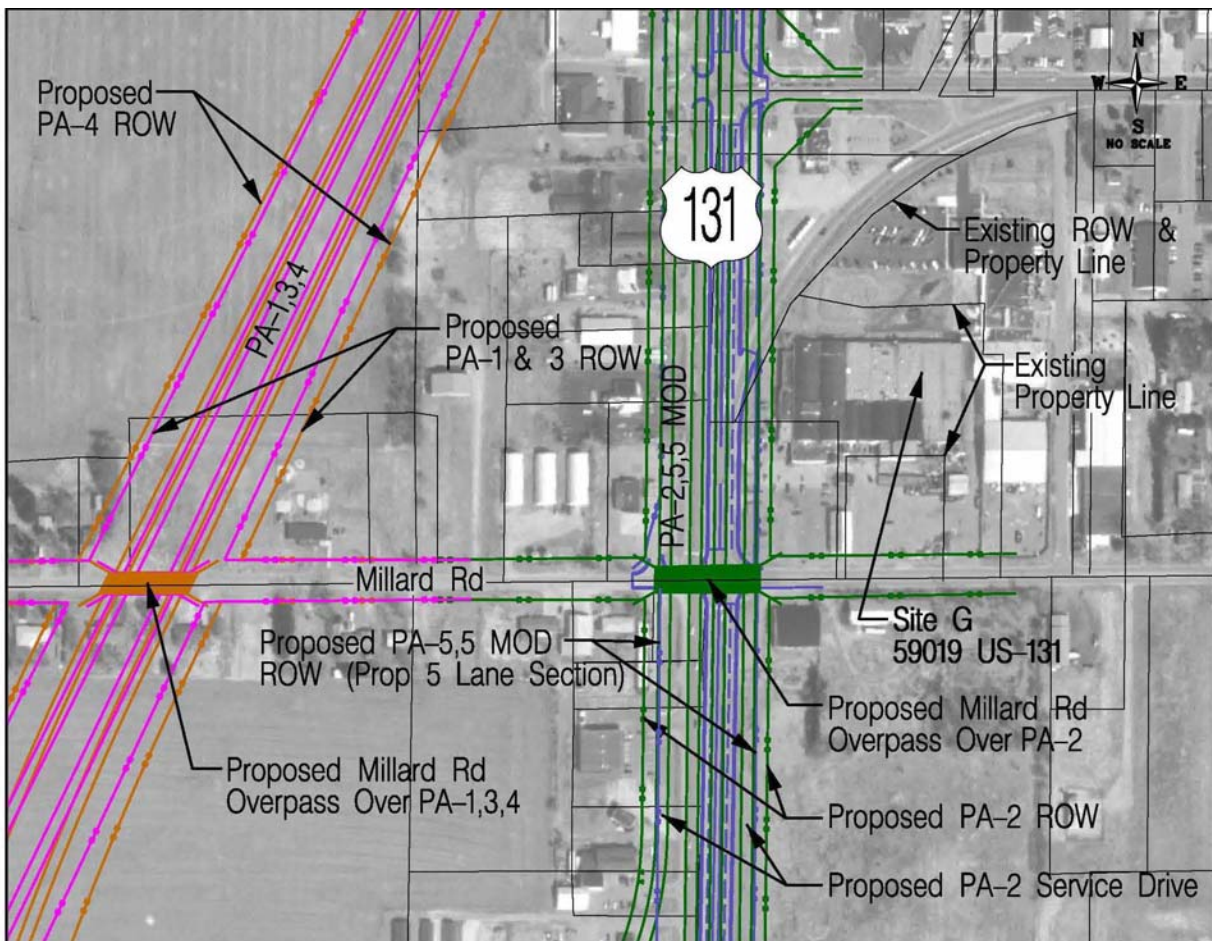 N
W E
S
NO SCALE
Proposed
PA-4 ROW
131
Existing ROW &
Property Line
PA-1,3,4
Proposed
PA-1 & 3 ROW
Existing
Property Line
PA-2,5,5 MOD
Millard Rd
Site G
59019 US-131
Proposed PA-5,5 MOD
ROW (Prop 5 Lane Section)
Proposed Millard Rd
Overpass Over PA-2
Proposed Millard Rd
Overpass Over PA-1,3,4
Proposed PA-2 ROW
Proposed PA-2 Service Drive